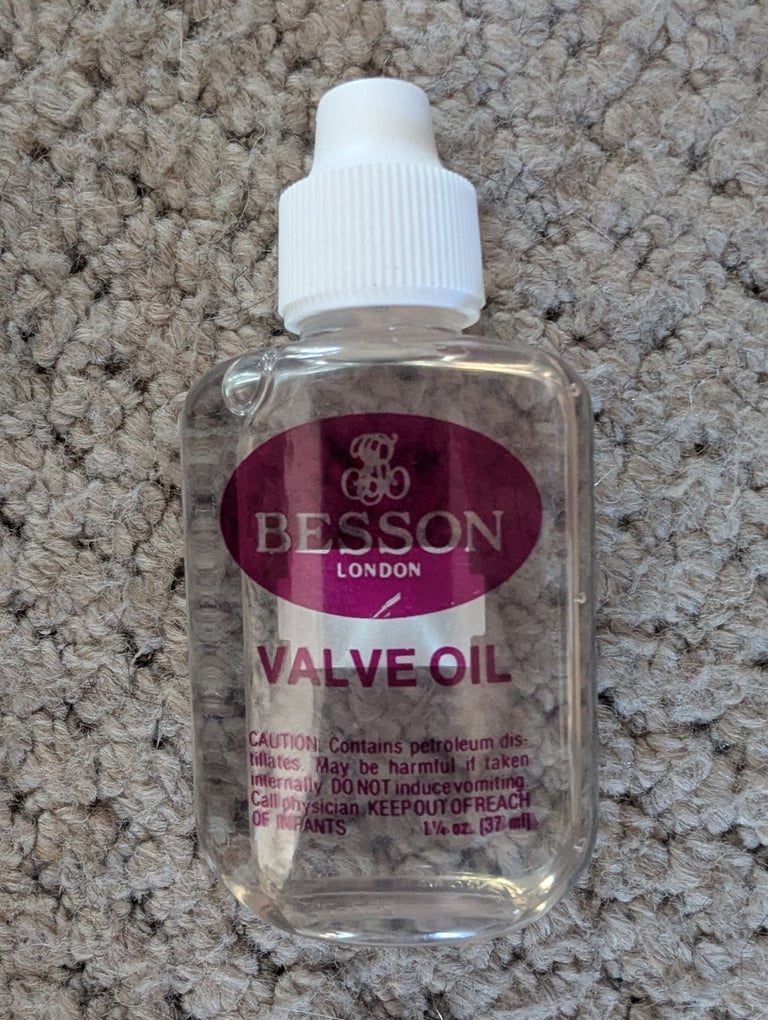 BESSON
LONDON
VALVE OIL
CAUTION: Contains petroleum dis-
tillates. May be harmful if taken
internally. DO NOT induce vomiting.
Call physician. KEEP OUT OF REACH
OF INFANTS 1¼ oz. (37 ml)